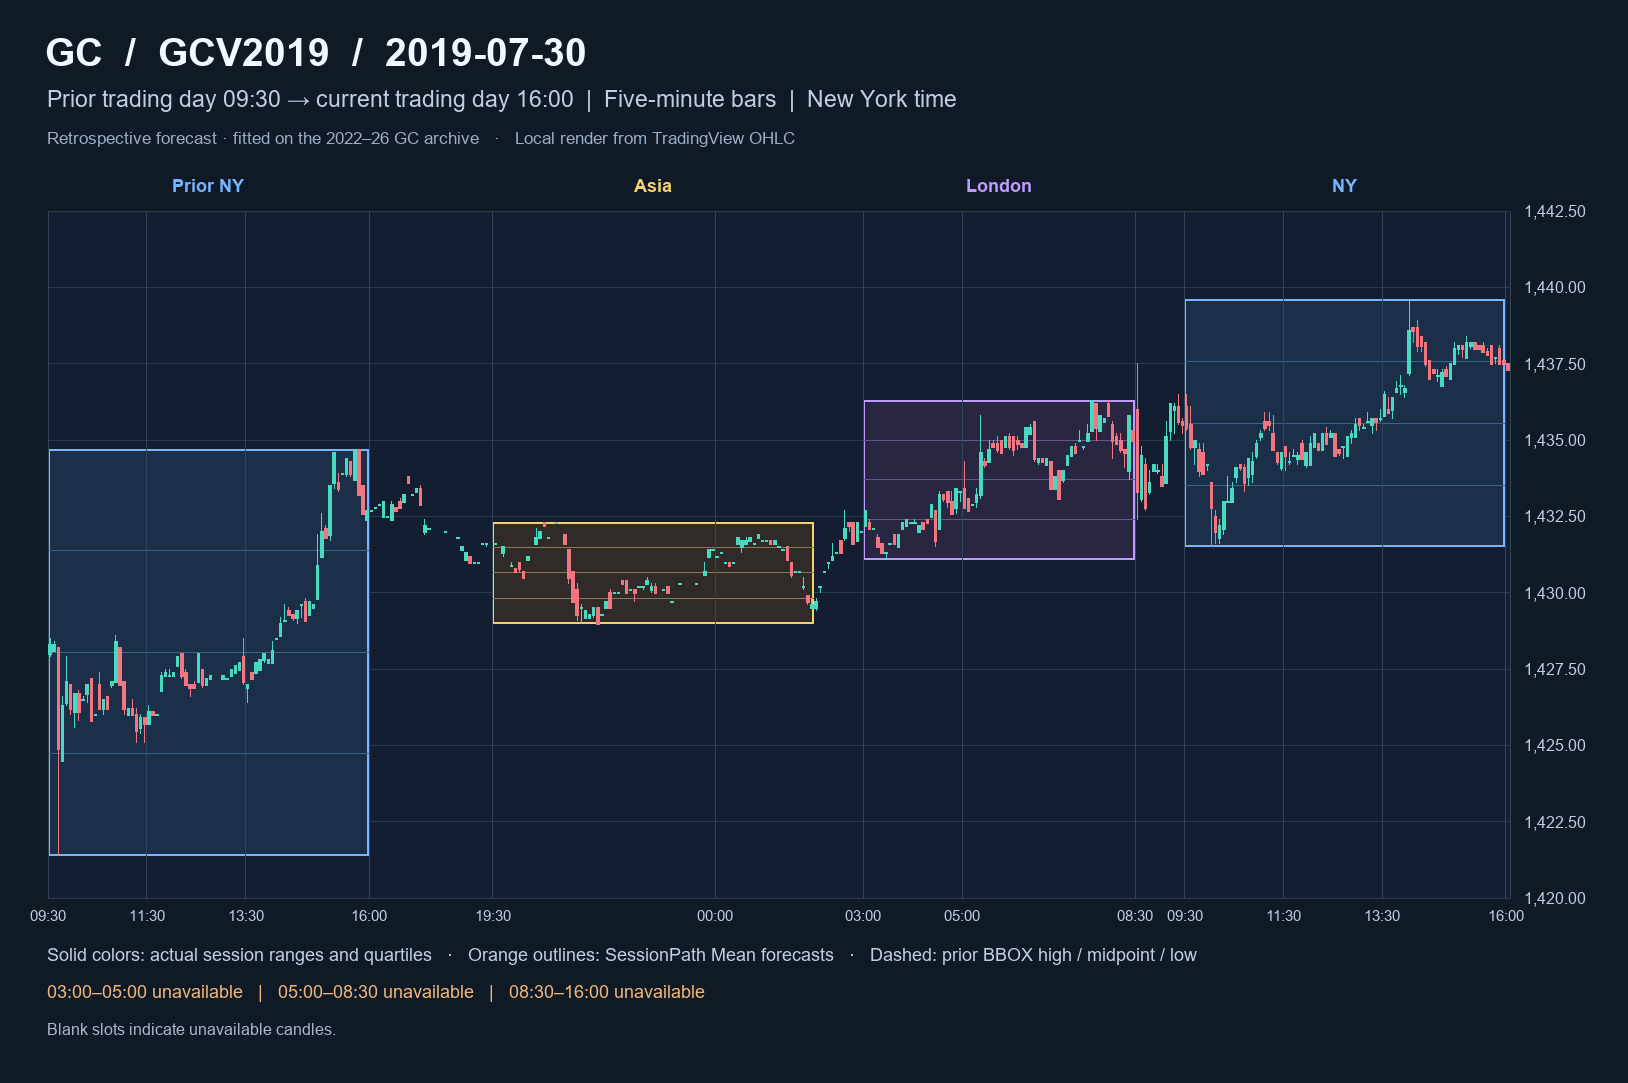 GC / GCV2019 / 2019-07-30
Prior trading day 09:30 → current trading day 16:00 | Five-minute bars | New York time
Retrospective forecast · fitted on the 2022–26 GC archive · Local render from TradingView OHLC
Prior NY Asia London NY
1,442.50
1,440.00
1,437.50
1,435.00
1,432.50
1,430.00
1,427.50
1,425.00
1,422.50
1,420.00
09:30 11:30 13:30 16:00 19:30 00:00 03:00 05:00 08:30 09:30 11:30 13:30 16:00
Solid colors: actual session ranges and quartiles · Orange outlines: SessionPath Mean forecasts · Dashed: prior BBOX high / midpoint / low
03:00–05:00 unavailable | 05:00–08:30 unavailable | 08:30–16:00 unavailable
Blank slots indicate unavailable candles.